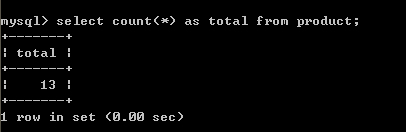 mysql> select count(*) as total from product;
+-------+
¦ total ¦
+-------+
¦    13 ¦
+-------+
1 row in set (0.00 sec)